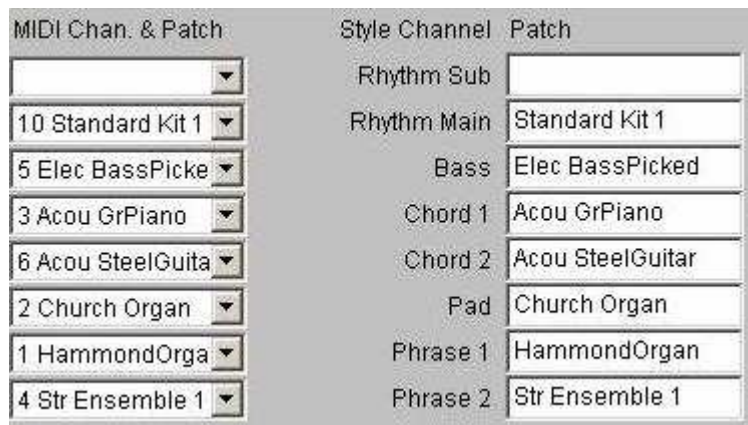 MIDI Chan. & Patch Style Channel Patch
Rhythm Sub
10 Standard Kit 1 Rhythm Main Standard Kit 1
5 Elec BassPicke Bass Elec BassPicked
3 Acou GrPiano Chord 1 Acou GrPiano
6 Acou SteelGuita Chord 2 Acou SteelGuitar
2 Church Organ Pad Church Organ
1 HammondOrga Phrase 1 HammondOrgan
4 Str Ensemble 1 Phrase 2 Str Ensemble 1